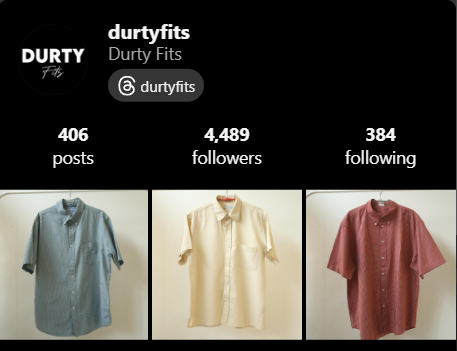 DURTY
Fits
durtyfits
Durty Fits
durtyfits
406
posts
4,489
followers
384
following